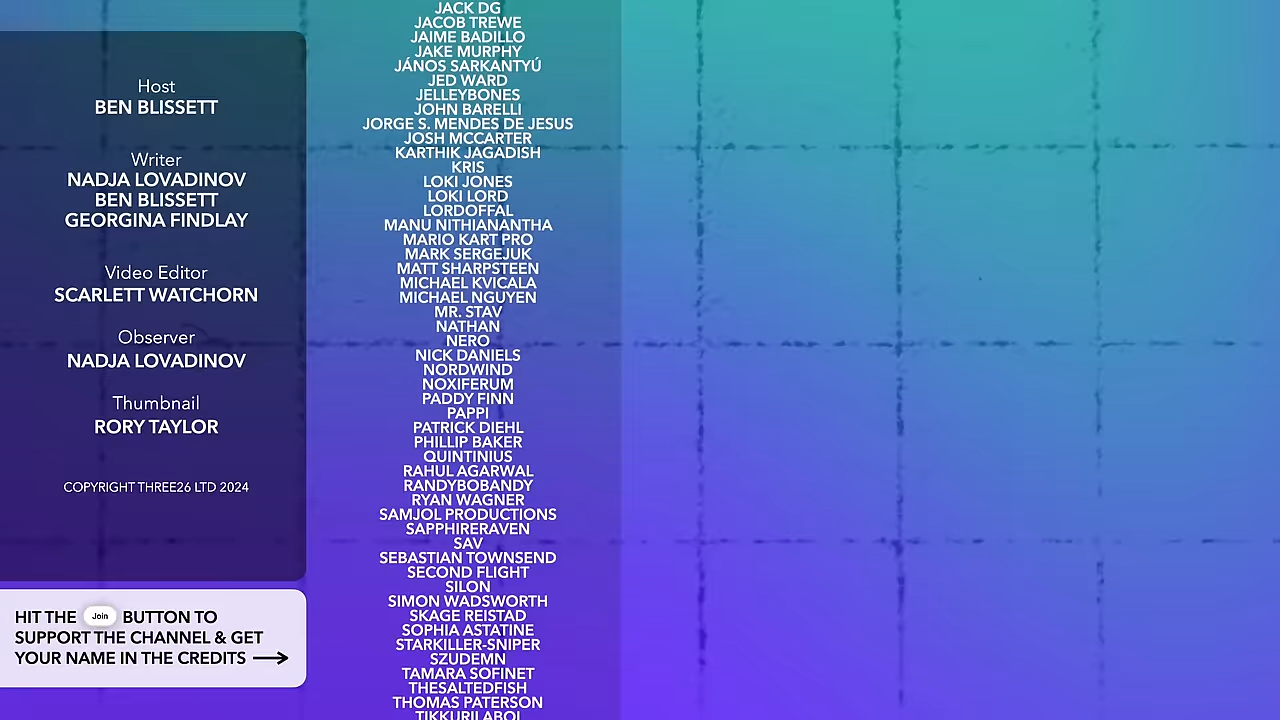 Host
BEN BLISSETT
Writer
NADJA LOVADINOV
BEN BLISSETT
GEORGINA FINDLAY
Video Editor
SCARLETT WATCHORN
Observer
NADJA LOVADINOV
Thumbnail
RORY TAYLOR
COPYRIGHT THREE26 LTD 2024
HIT THE Join BUTTON TO
SUPPORT THE CHANNEL & GET
YOUR NAME IN THE CREDITS
JACK DG
JACOB TREWE
JAIME BADILLO
JAKE MURPHY
JÁNOS SARKANTYÚ
JED WARD
JELLEYBONES
JOHN BARELLI
JORGE S. MENDES DE JESUS
JOSH MCCARTER
KARTHIK JAGADISH
KRIS
LOKI JONES
LOKI LORD
LORDOFFAL
MANU NITHIANANTHA
MARIO KART PRO
MARK SERGEJUK
MATT SHARPSTEEN
MICHAEL KVICALA
MICHAEL NGUYEN
MR. STAV
NATHAN
NERO
NICK DANIELS
NORDWIND
NOXIFERUM
PADDY FINN
PAPPI
PATRICK DIEHL
PHILLIP BAKER
QUINTINIUS
RAHUL AGARWAL
RANDYBOBANDY
RYAN WAGNER
SAMJOL PRODUCTIONS
SAPPHIRERAVEN
SAV
SEBASTIAN TOWNSEND
SECOND FLIGHT
SILON
SIMON WADSWORTH
SKAGE REISTAD
SOPHIA ASTATINE
STARKILLER-SNIPER
SZUDEMN
TAMARA SOFINET
THESALTEDFISH
THOMAS PATERSON